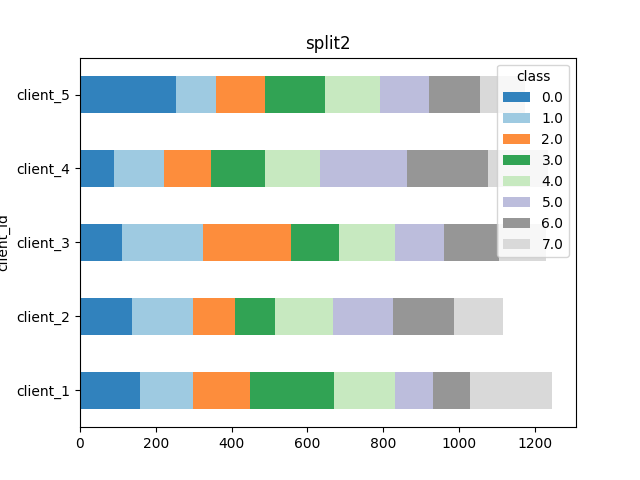 split2
class
0.0
1.0
2.0
3.0
4.0
5.0
6.0
7.0
client_5
client_4
client_3
client_2
client_1
client_id
0 200 400 600 800 1000 1200